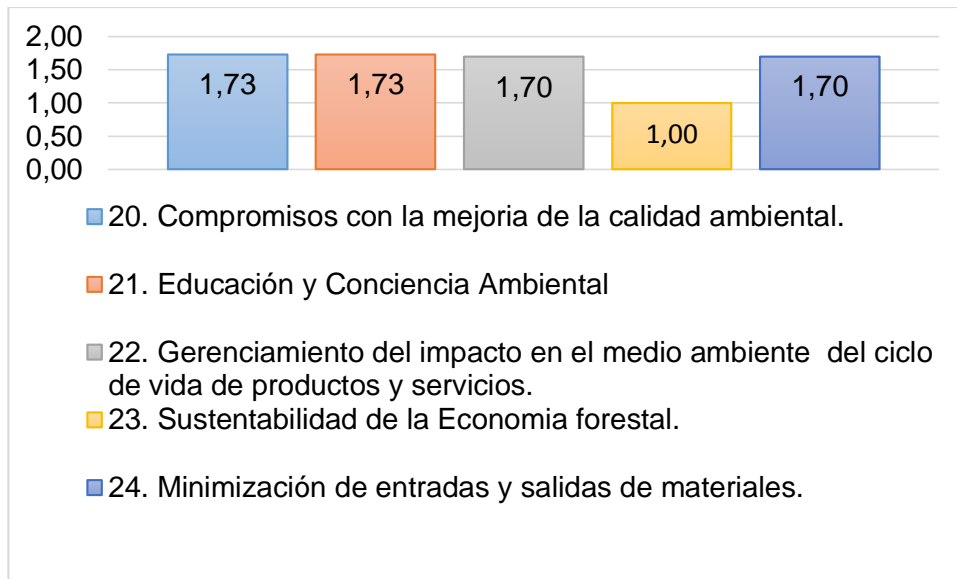 2,00
1,50
1,00
0,50
0,00
1,73
1,73
1,70
1,00
1,70
20. Compromisos con la mejoria de la calidad ambiental.
21. Educación y Conciencia Ambiental
22. Gerenciamiento del impacto en el medio ambiente  del ciclo
de vida de productos y servicios.
23. Sustentabilidad de la Economia forestal.
24. Minimización de entradas y salidas de materiales.